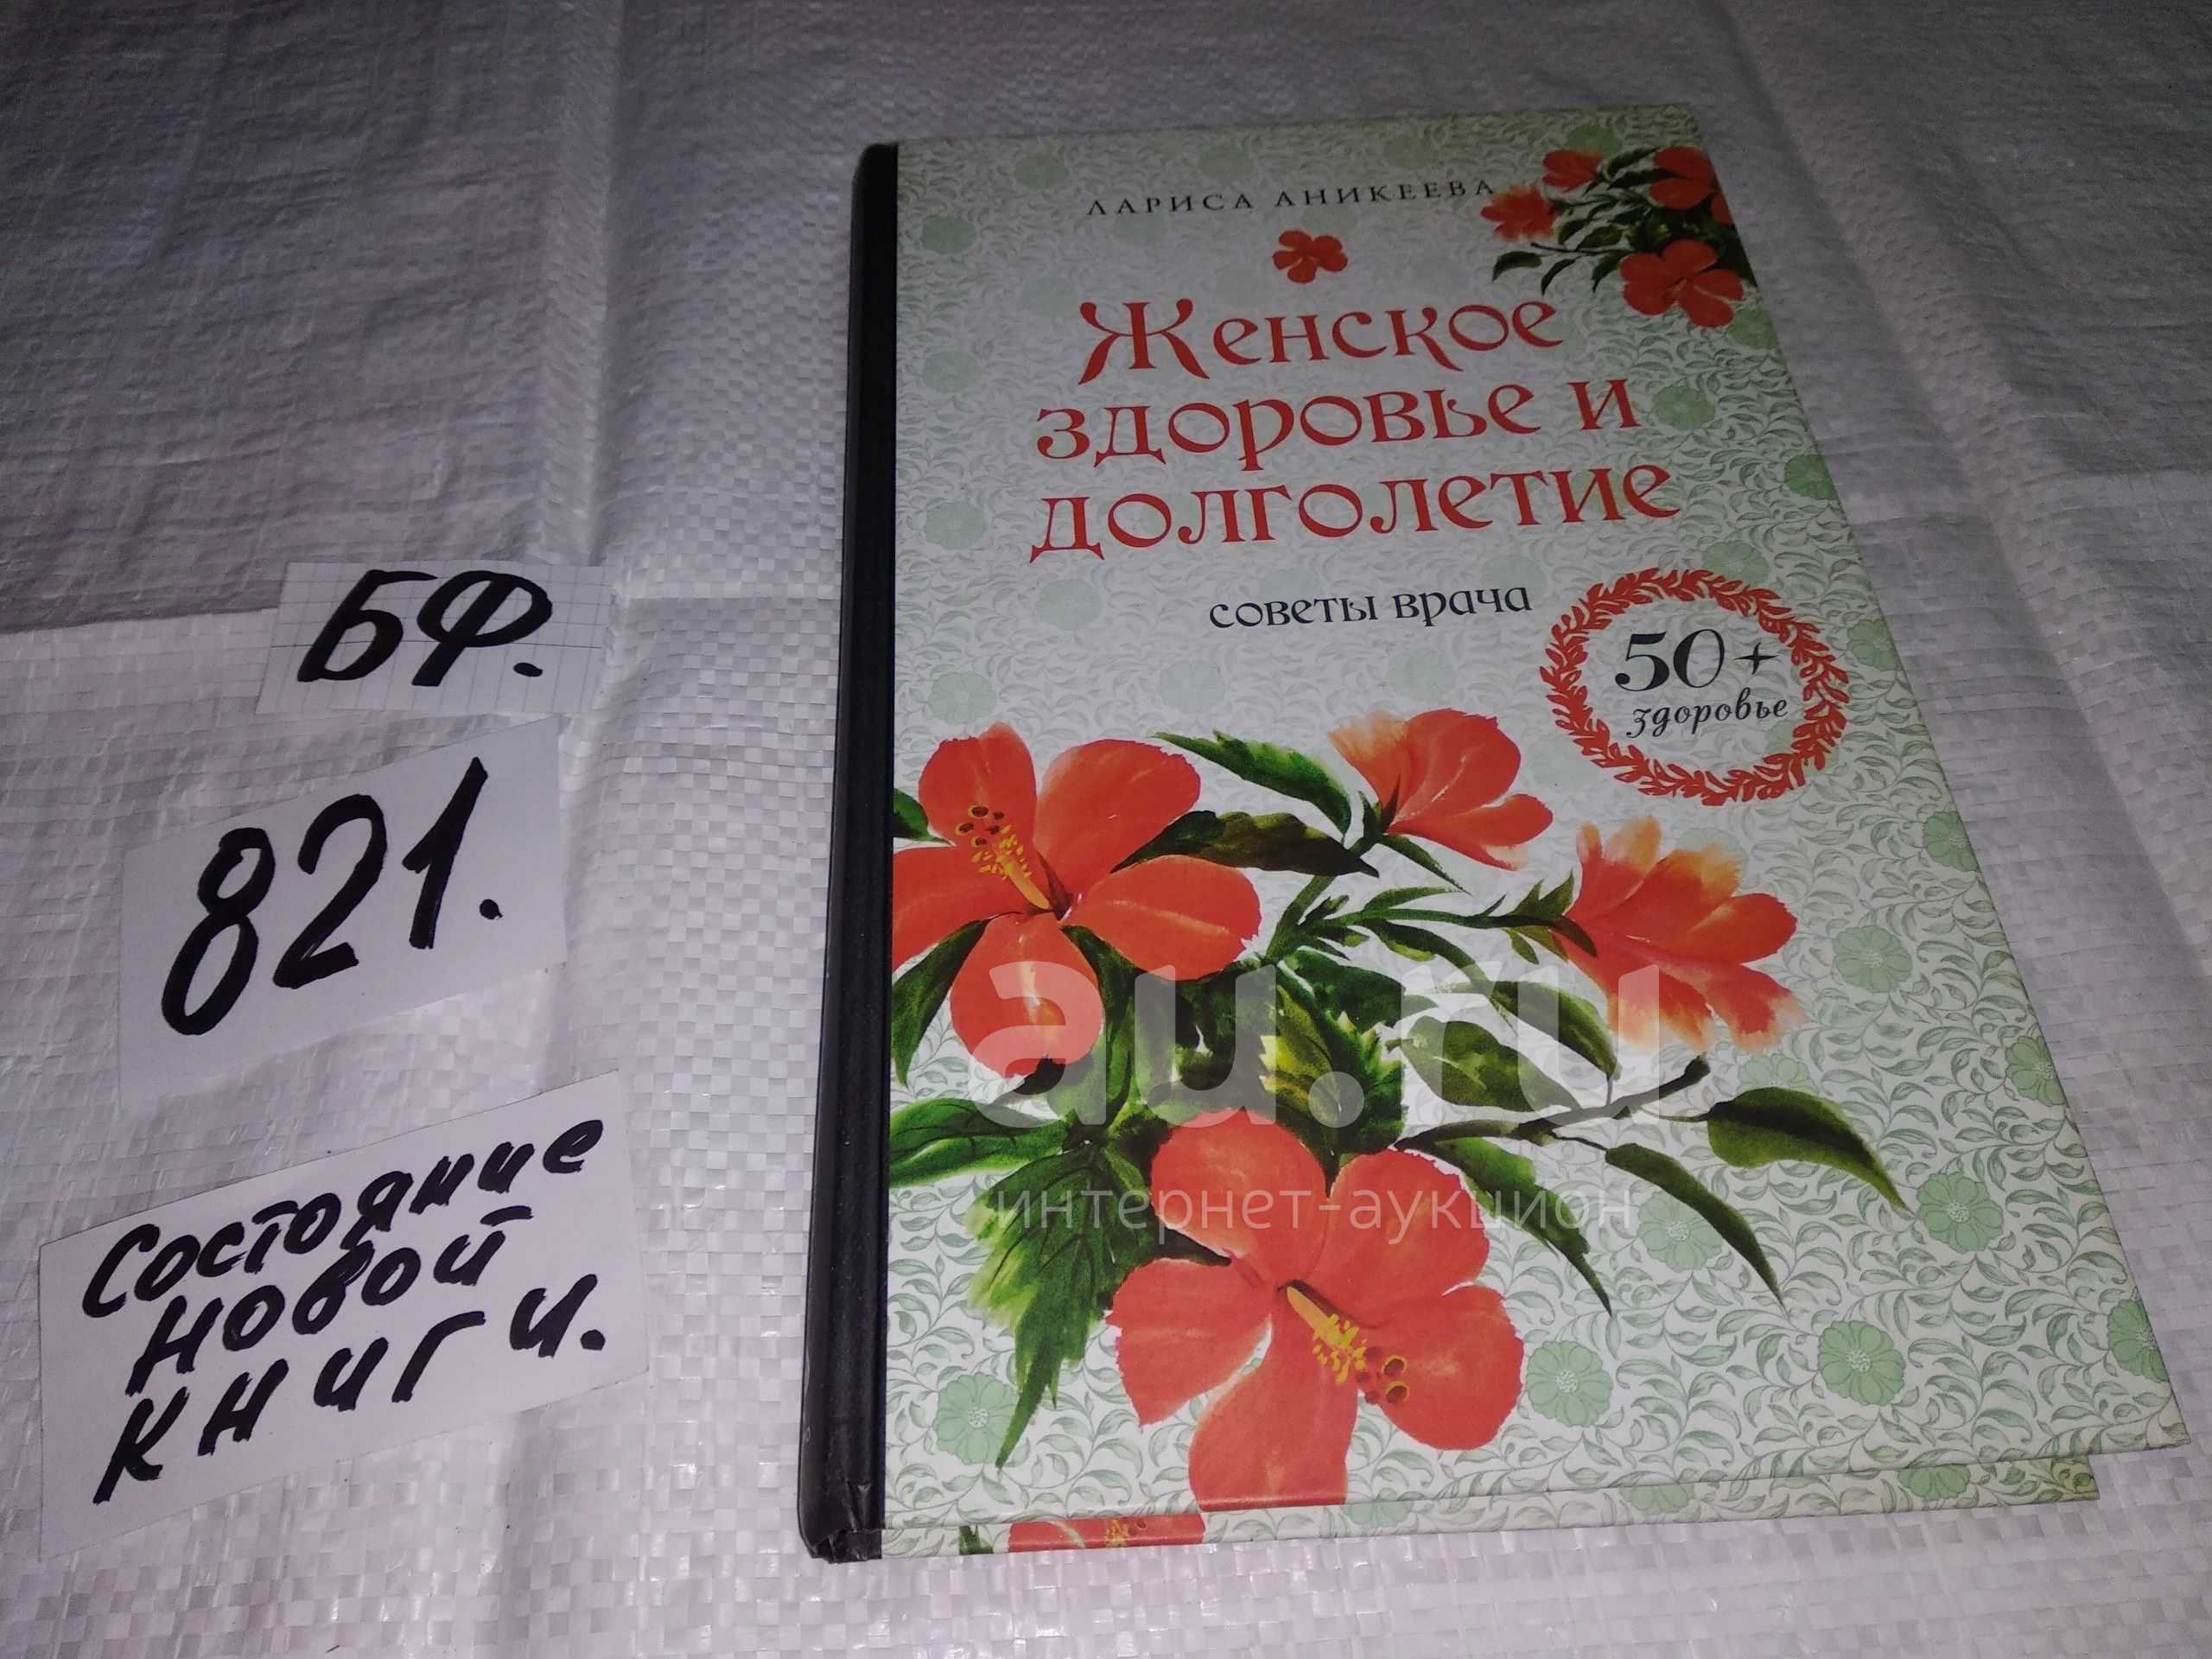 ЛАРИСА АНИКЕЕВА
Женское
здоровье и
долголетие
советы врача
50+
здоровье
БФ.
821.
Состояние
новой
книги.
au.ru
интернет-аукцион